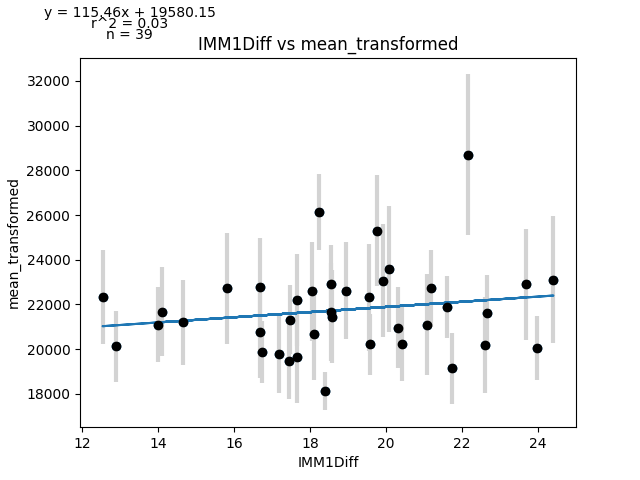 y = 115.46x + 19580.15
r^2 = 0.03
n = 39
IMM1Diff vs mean_transformed
32000
30000
28000
26000
24000
22000
20000
18000
mean_transformed
12 14 16 18 20 22 24
IMM1Diff